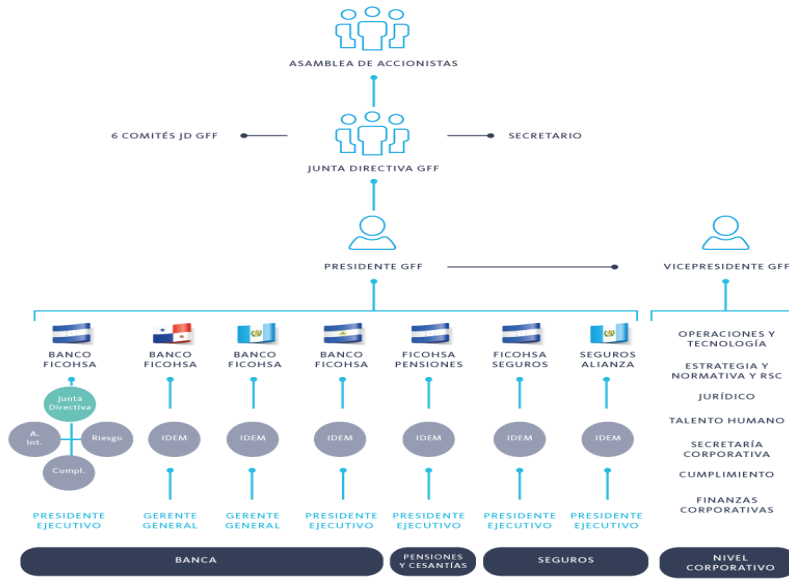 ASAMBLEA DE ACCIONISTAS
6 COMITÉS JD GFF
SECRETARIO
JUNTA DIRECTIVA GFF
PRESIDENTE GFF
VICEPRESIDENTE GFF
BANCO
FICOHSA
BANCO
FICOHSA
BANCO
FICOHSA
BANCO
FICOHSA
FICOHSA
PENSIONES
FICOHSA
SEGUROS
SEGUROS
ALIANZA
Junta
Directiva
A.
Int.
Riesgo
Cumpl.
IDEM
IDEM
IDEM
IDEM
IDEM
IDEM
PRESIDENTE
EJECUTIVO
GERENTE
GENERAL
GERENTE
GENERAL
PRESIDENTE
EJECUTIVO
PRESIDENTE
EJECUTIVO
PRESIDENTE
EJECUTIVO
PRESIDENTE
EJECUTIVO
OPERACIONES Y
TECNOLOGÍA
ESTRATEGIA Y
NORMATIVA Y RSC
JURÍDICO
TALENTO HUMANO
SECRETARÍA
CORPORATIVA
CUMPLIMIENTO
FINANZAS
CORPORATIVAS
BANCA
PENSIONES
Y CESANTÍAS
SEGUROS
NIVEL
CORPORATIVO